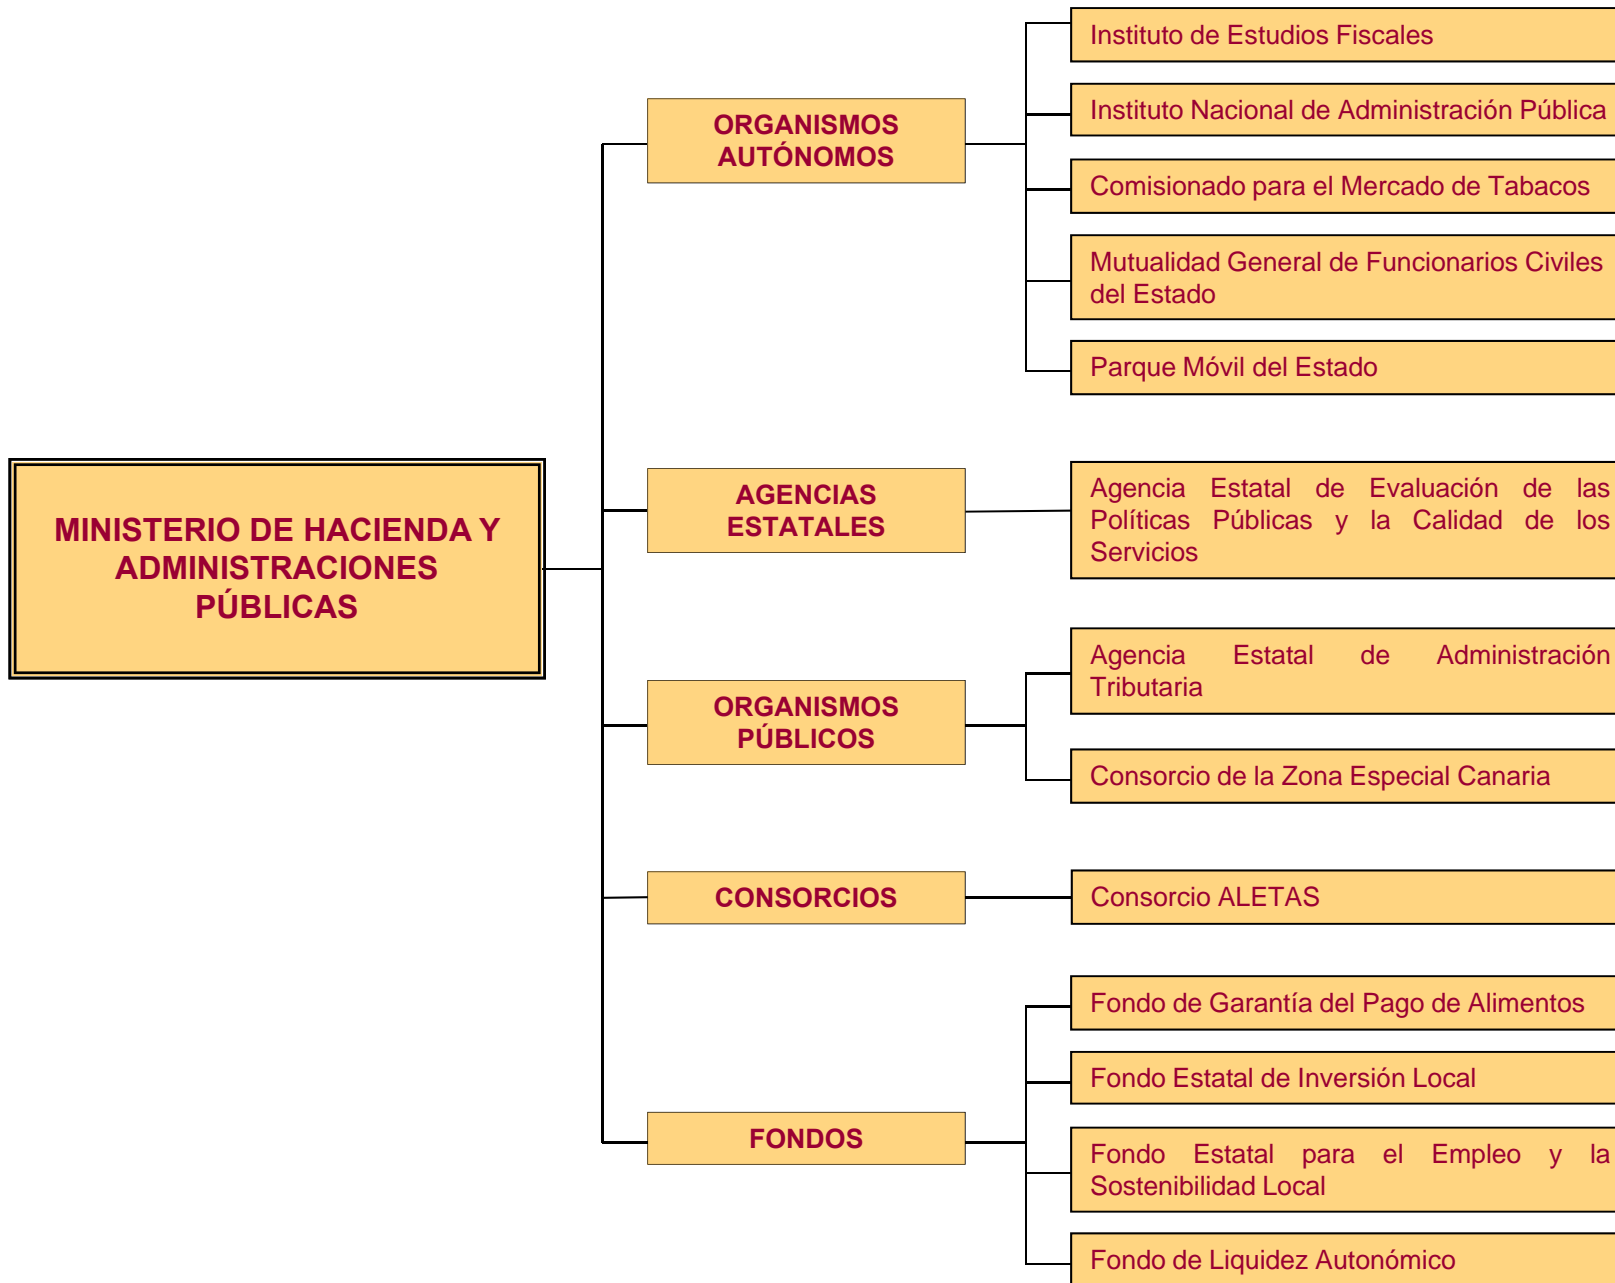 Instituto de Estudios Fiscales
ORGANISMOS
AUTÓNOMOS
Instituto Nacional de Administración Pública
Comisionado para el Mercado de Tabacos
Mutualidad General de Funcionarios Civiles
del Estado
Parque Móvil del Estado
MINISTERIO DE HACIENDA Y
ADMINISTRACIONES
PÚBLICAS
AGENCIAS
ESTATALES
Agencia Estatal de Evaluación de las
Políticas Públicas y la Calidad de los
Servicios
ORGANISMOS
PÚBLICOS
Agencia Estatal de Administración
Tributaria
Consorcio de la Zona Especial Canaria
CONSORCIOS
Consorcio ALETAS
FONDOS
Fondo de Garantía del Pago de Alimentos
Fondo Estatal de Inversión Local
Fondo Estatal para el Empleo y la
Sostenibilidad Local
Fondo de Liquidez Autonómico